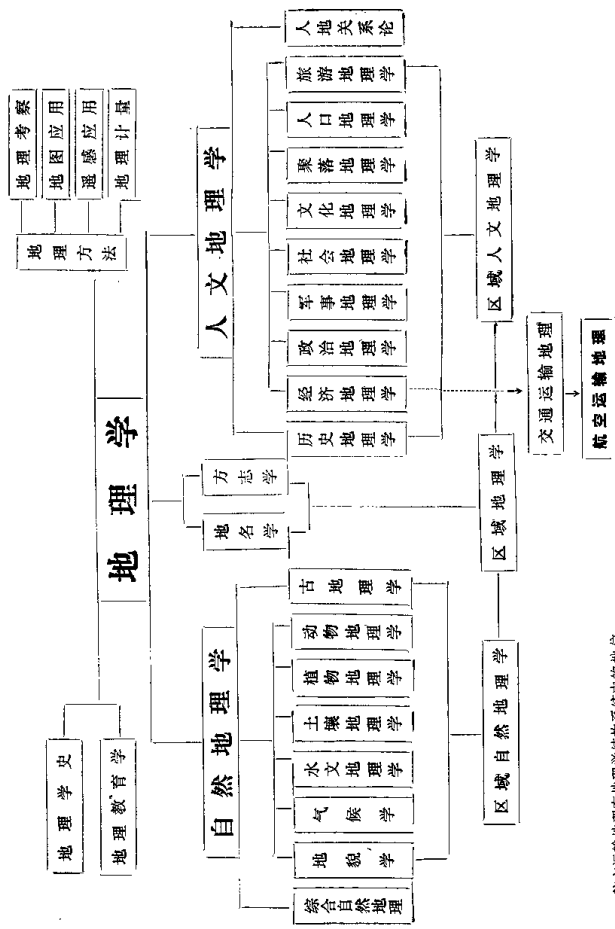 地理学
地理学史
地理教育学
地理方法
地理考察
地图应用
遥感应用
地理计量
自然地理学
地名学
方志学
人文地理学
综合自然地理
地貌学
气候学
水文地理学
土壤地理学
植物地理学
动物地理学
古地理学
历史地理学
经济地理学
政治地理学
军事地理学
社会地理学
文化地理学
聚落地理学
人口地理学
旅游地理学
人地关系论
区域自然地理学
区域地理学
区域人文地理学
交通运输地理
航空运输地理